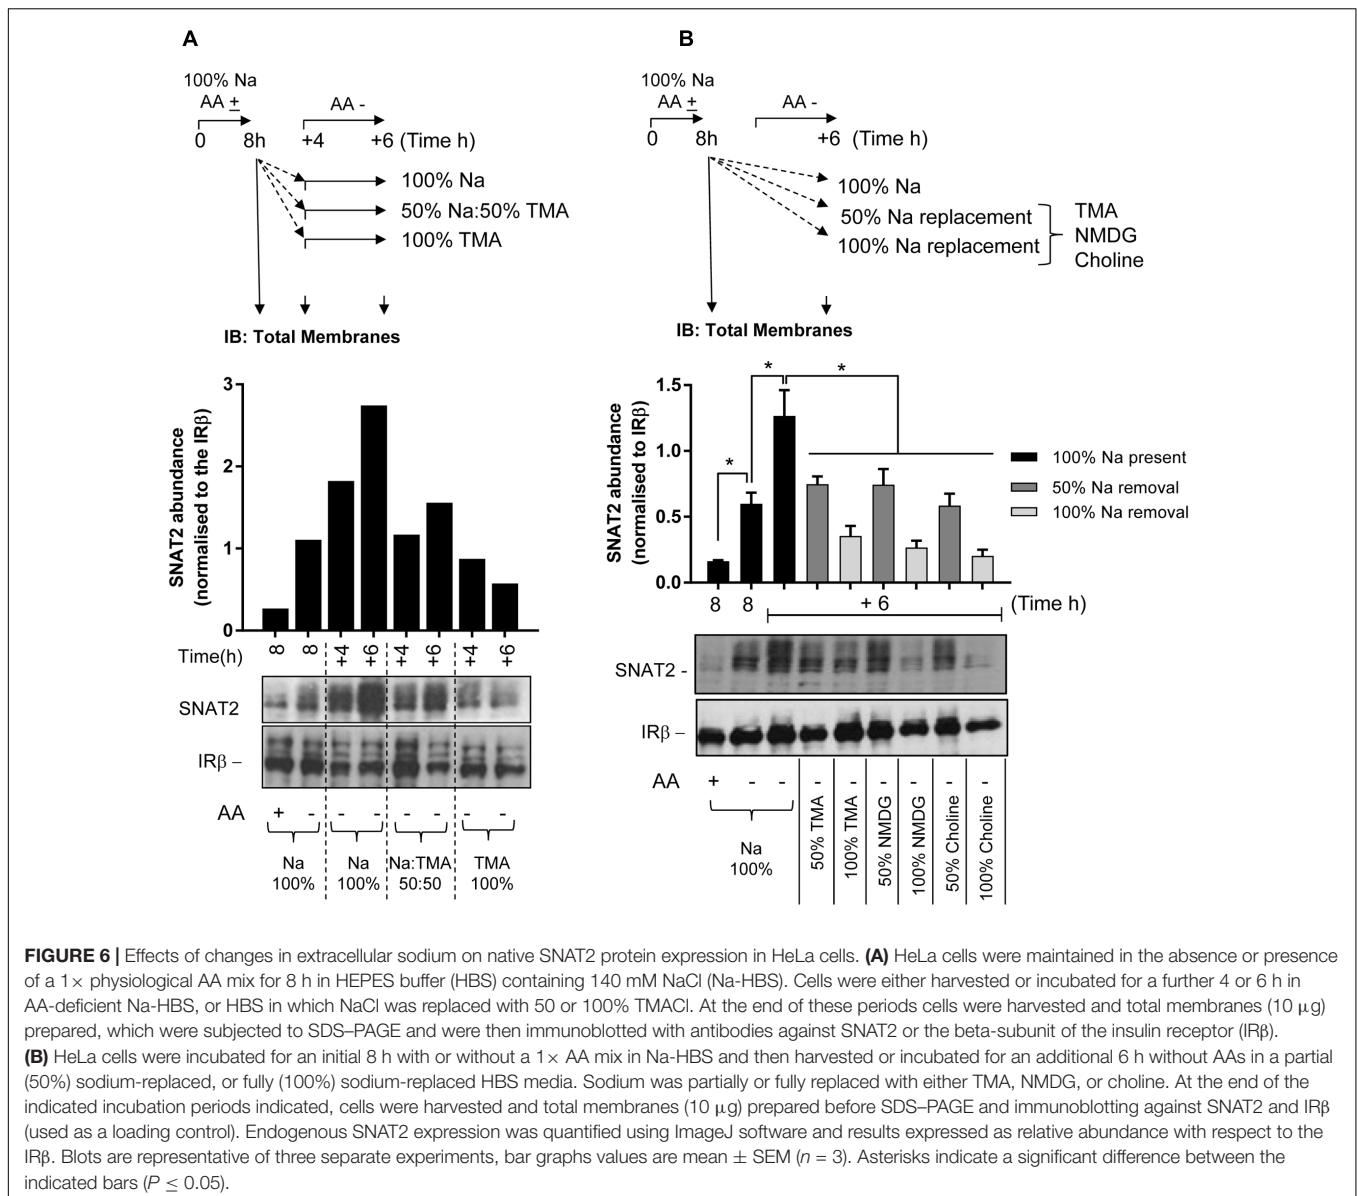 A
100% Na
AA ±
AA -
0
8h
+4
+6 (Time h)
100% Na
50% Na:50% TMA
100% TMA
IB: Total Membranes
SNAT2 abundance
(normalised to the IRβ)
3
2
1
0
Time(h)
8
8
+4
+6
+4
+6
+4
+6
SNAT2
IRβ –
AA
+ - - - - - - -
Na
100%
Na
100%
Na:TMA
50:50
TMA
100%
B
100% Na
AA ±
AA -
0
8h
+6 (Time h)
100% Na
50% Na replacement
100% Na replacement
TMA
NMDG
Choline
IB: Total Membranes
SNAT2 abundance
(normalised to IRβ)
1.5
1.0
0.5
0.0
*
*
*
100% Na present
50% Na removal
100% Na removal
8
8
+ 6
(Time h)
SNAT2 -
IRβ –
AA
+ - - - - - - - -
Na
100%
50% TMA
100% TMA
50% NMDG
100% NMDG
50% Choline
100% Choline
FIGURE 6 | Effects of changes in extracellular sodium on native SNAT2 protein expression in HeLa cells. (A) HeLa cells were maintained in the absence or presence
of a 1× physiological AA mix for 8 h in HEPES buffer (HBS) containing 140 mM NaCl (Na-HBS). Cells were either harvested or incubated for a further 4 or 6 h in
AA-deficient Na-HBS, or HBS in which NaCl was replaced with 50 or 100% TMACl. At the end of these periods cells were harvested and total membranes (10 μg)
prepared, which were subjected to SDS–PAGE and were then immunoblotted with antibodies against SNAT2 or the beta-subunit of the insulin receptor (IRβ).
(B) HeLa cells were incubated for an initial 8 h with or without a 1× AA mix in Na-HBS and then harvested or incubated for an additional 6 h without AAs in a partial
(50%) sodium-replaced, or fully (100%) sodium-replaced HBS media. Sodium was partially or fully replaced with either TMA, NMDG, or choline. At the end of the
indicated incubation periods indicated, cells were harvested and total membranes (10 μg) prepared before SDS–PAGE and immunoblotting against SNAT2 and IRβ
(used as a loading control). Endogenous SNAT2 expression was quantified using ImageJ software and results expressed as relative abundance with respect to the
IRβ. Blots are representative of three separate experiments, bar graphs values are mean ± SEM (n = 3). Asterisks indicate a significant difference between the
indicated bars (P ≤ 0.05).